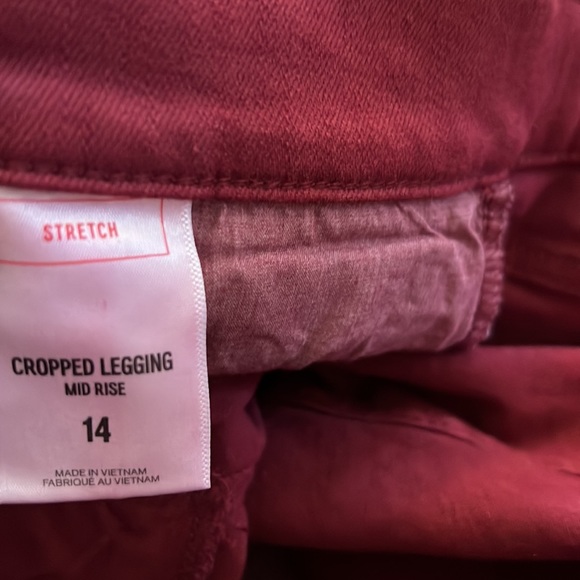 STRETCH
CROPPED LEGGING
MID RISE
14
MADE IN VIETNAM
FABRIQUÉ AU VIETNAM